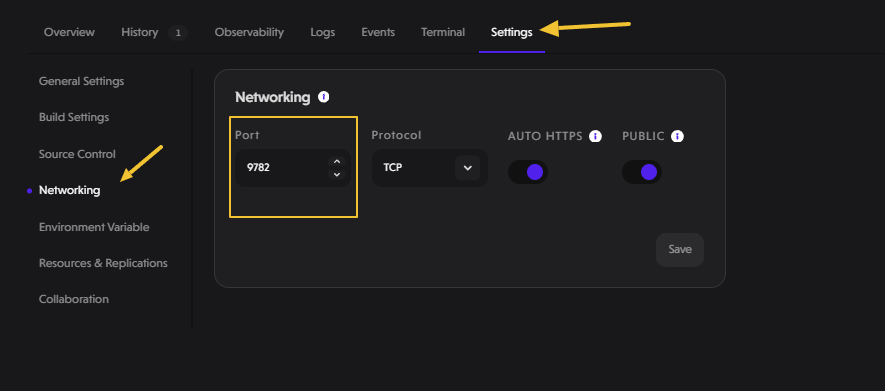 Overview History 1 Observability Logs Events Terminal Settings
General Settings
Build Settings
Source Control
Networking
Environment Variable
Resources & Replications
Collaboration
Networking i
Port Protocol AUTO HTTPS i PUBLIC i
9782 TCP
Save